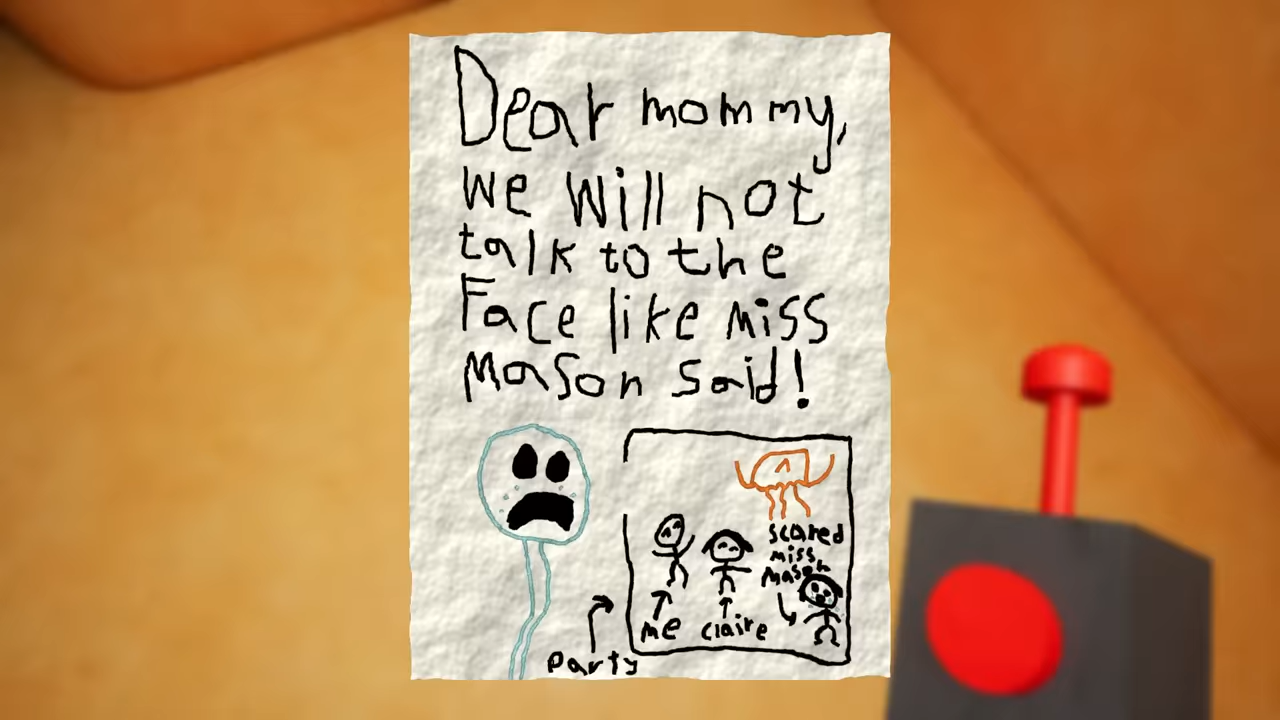 Dear mommy,
we will not
talk to the
Face like miss
mason said!
scared
miss
mason
me
claire
party